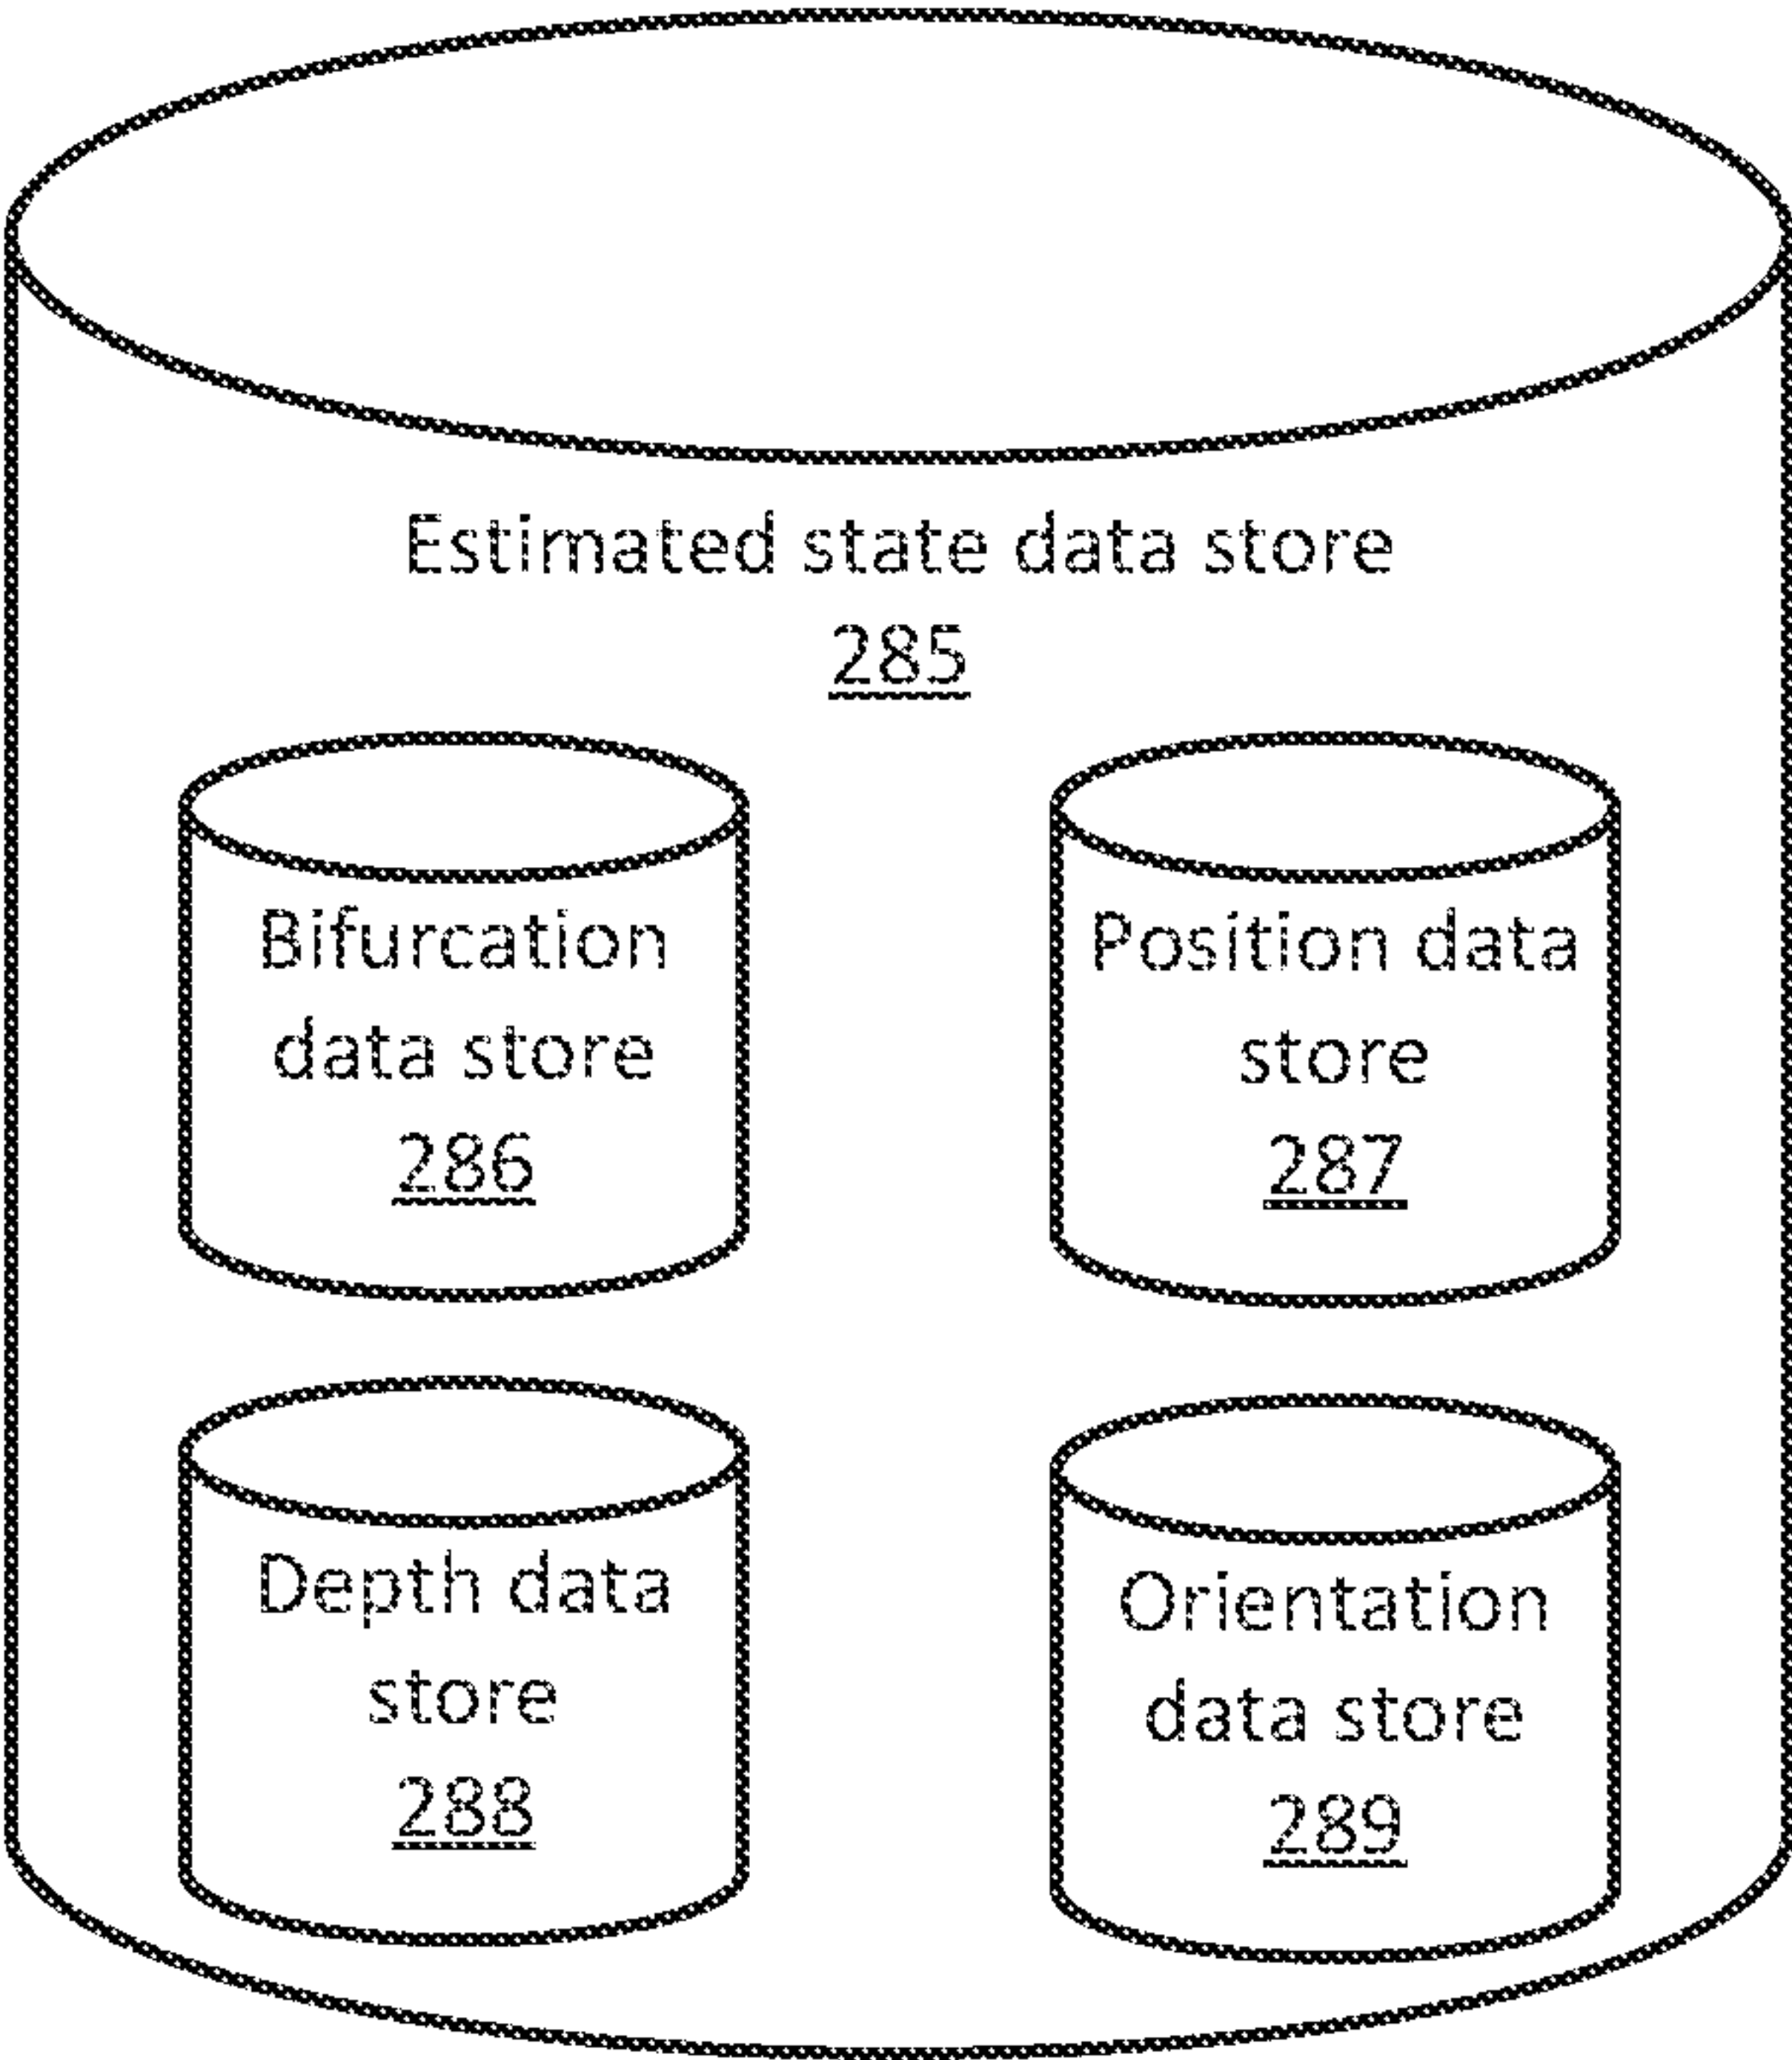 Estimated state data store
285
Bifurcation
data store
286
Position data
store
287
Depth data
store
288
Orientation
data store
289